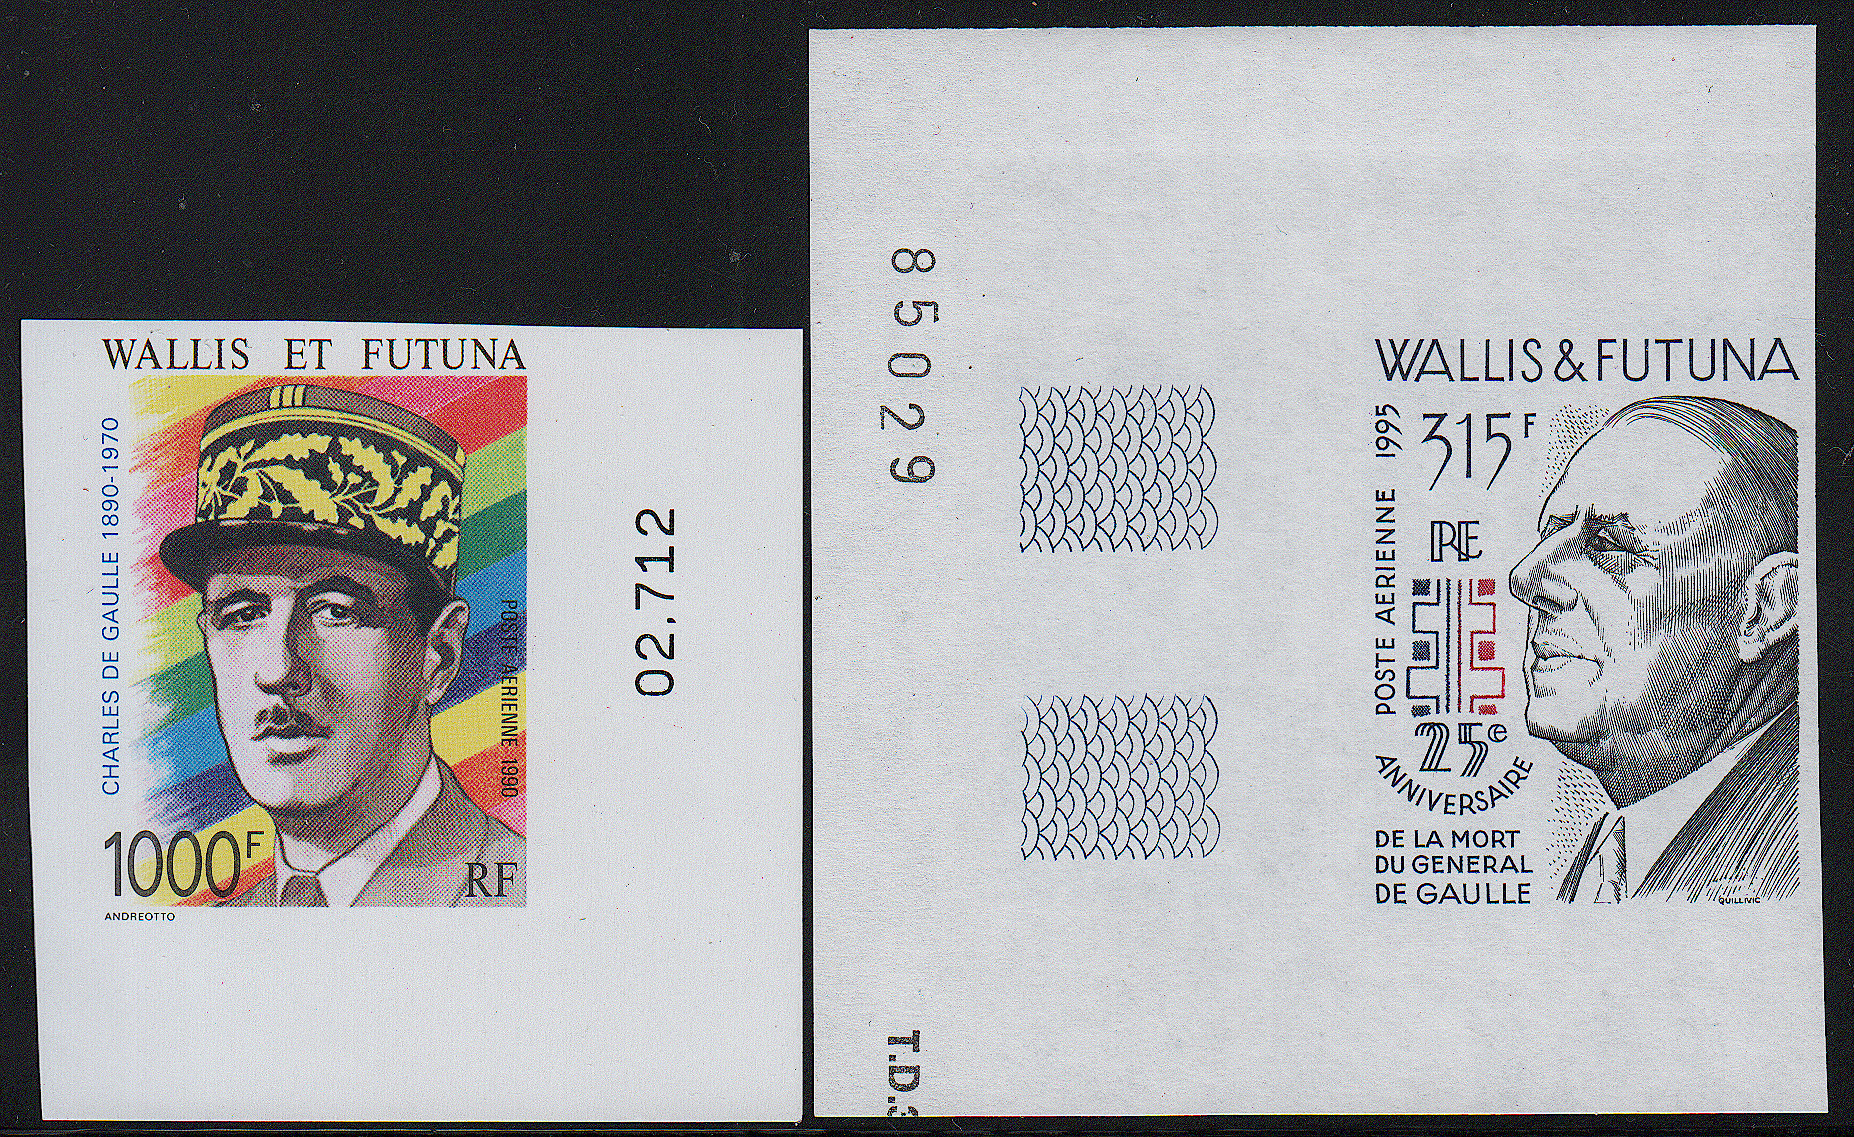 WALLIS ET FUTUNA
CHARLES DE GAULLE 1890-1970
POSTE AERIENNE 1990
1000F
RF
ANDREOTTO
02.712
85029
T.D.S
WALLIS & FUTUNA
POSTE AERIENNE 1995
315F
RF
25e
ANNIVERSAIRE
DE LA MORT
DU GENERAL
DE GAULLE
QUILLIVIC